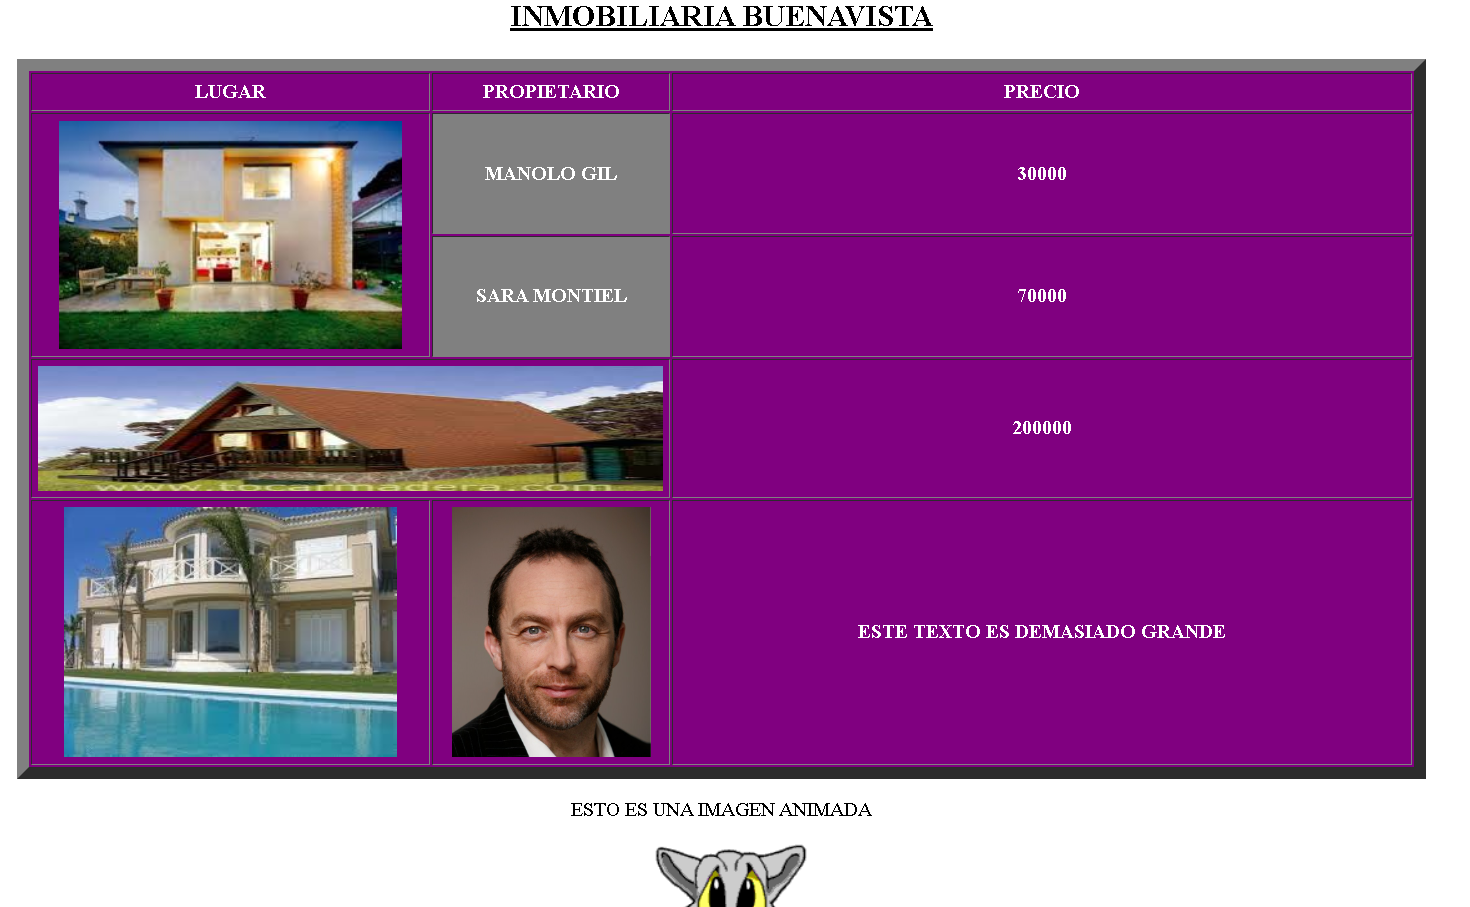 INMOBILIARIA BUENAVISTA
LUGAR PROPIETARIO PRECIO
MANOLO GIL 30000
SARA MONTIEL 70000
200000
www.tccarmadera.com
ESTE TEXTO ES DEMASIADO GRANDE
ESTO ES UNA IMAGEN ANIMADA